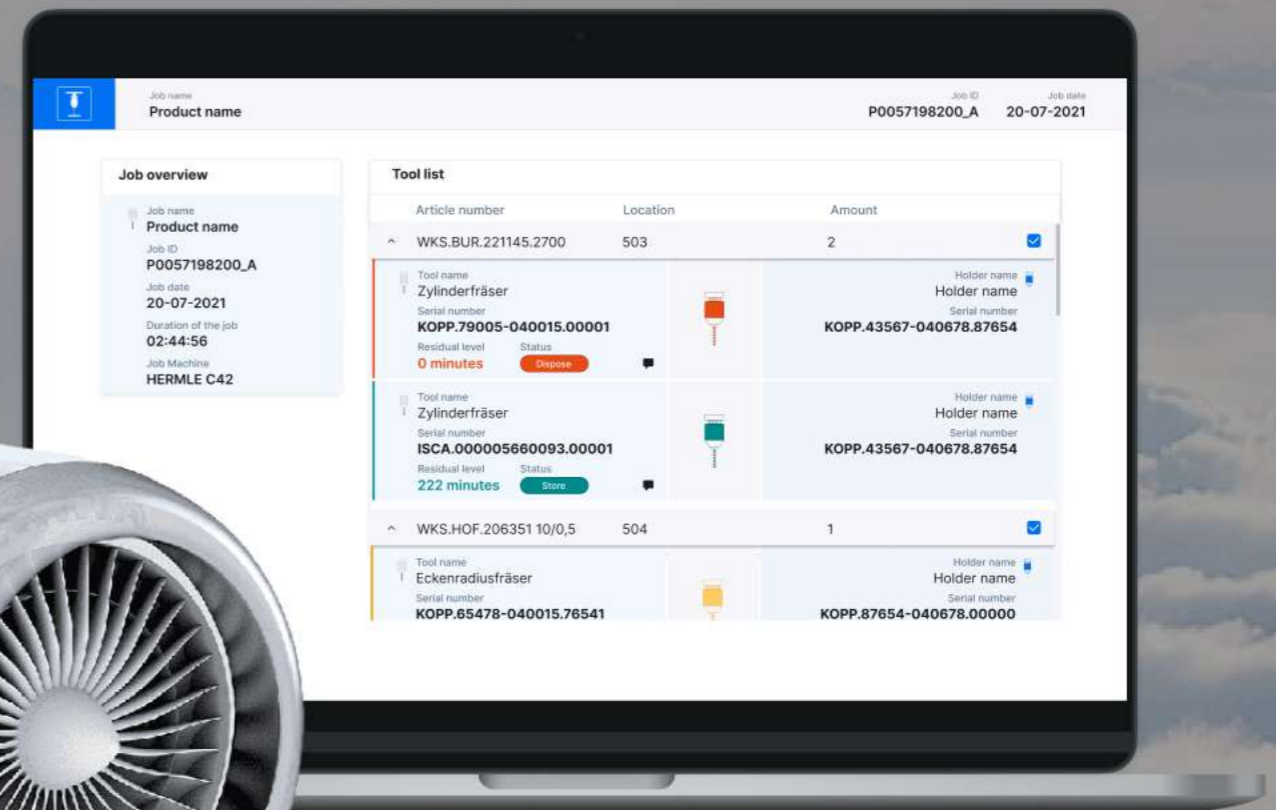 Job name
Product name
Job ID
P0057198200_A
Job date
20-07-2021
Job overview
Job name
Product name
Job ID
P0057198200_A
Job date
20-07-2021
Duration of the job
02:44:56
Job Machine
HERMLE C42
Tool list
Article number Location Amount
WKS.BUR.221145.2700 503 2
Tool name
Zylinderfräser
Serial number
KOPP.79005-040015.00001
Residual level Status
0 minutes Dispose
Holder name
Holder name
Serial number
KOPP.43567-040678.87654
Tool name
Zylinderfräser
Serial number
ISCA.000005660093.00001
Residual level Status
222 minutes Store
Holder name
Holder name
Serial number
KOPP.43567-040678.87654
WKS.HOF.206351 10/0,5 504 1
Tool name
Eckenradiusfräser
Serial number
KOPP.65478-040015.76541
Holder name
Holder name
Serial number
KOPP.87654-040678.00000